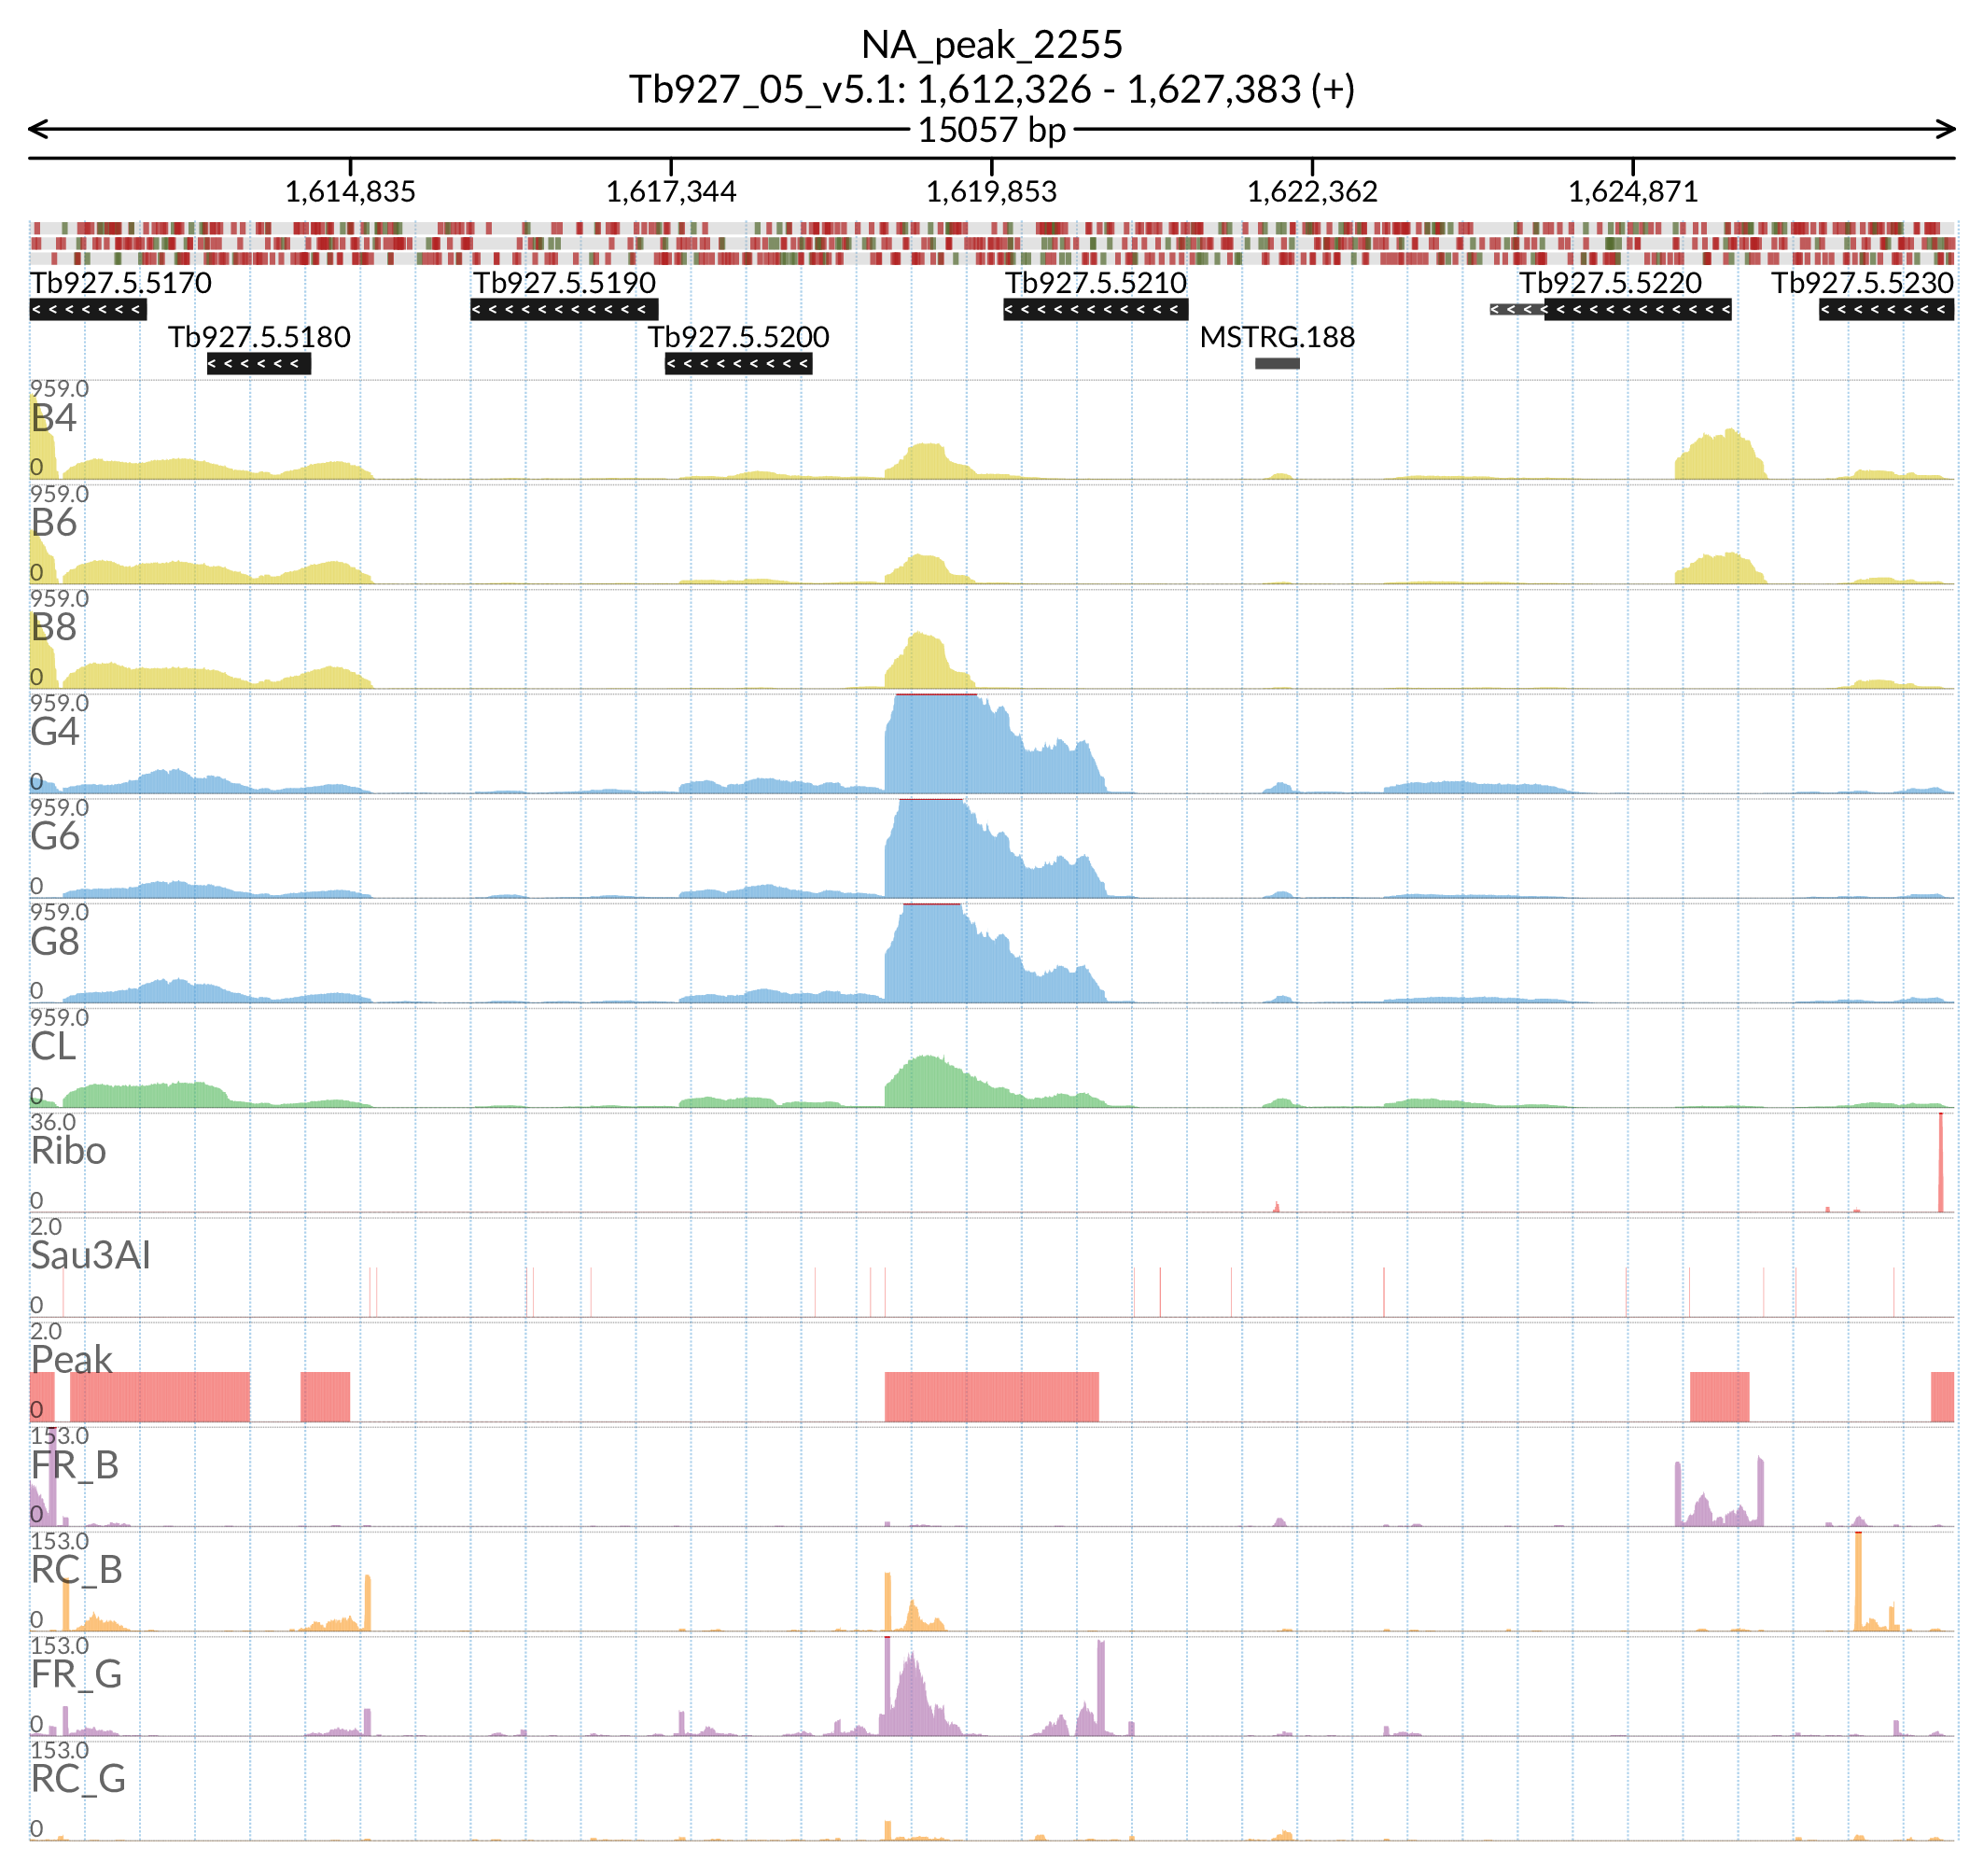 NA_peak_2255
Tb927_05_v5.1: 1,612,326 - 1,627,383 (+)
15057 bp
1,614,835 1,617,344 1,619,853 1,622,362 1,624,871
Tb927.5.5170 Tb927.5.5190 Tb927.5.5210 Tb927.5.5220 Tb927.5.5230
Tb927.5.5180 Tb927.5.5200 MSTRG.188
959.0
B4
0
959.0
B6
0
959.0
B8
0
959.0
G4
0
959.0
G6
0
959.0
G8
0
959.0
CL
0
36.0
Ribo
0
2.0
Sau3AI
0
2.0
Peak
0
153.0
FR_B
0
153.0
RC_B
0
153.0
FR_G
0
153.0
RC_G
0